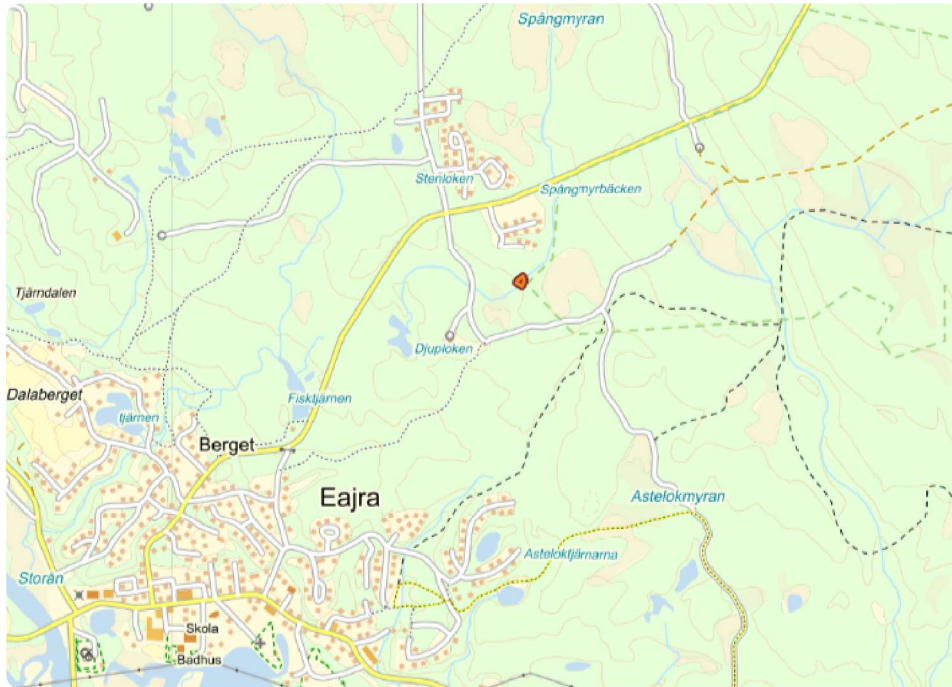 Spångmyran
Stenloken
Spångmyrbäcken
Tjärndalen
Djuploken
Dalaberget
Fisktjärnen
tjärnen
Berget
Eajra
Astelokmyran
Asteloktjärnarna
Storån
Skola
Badhus